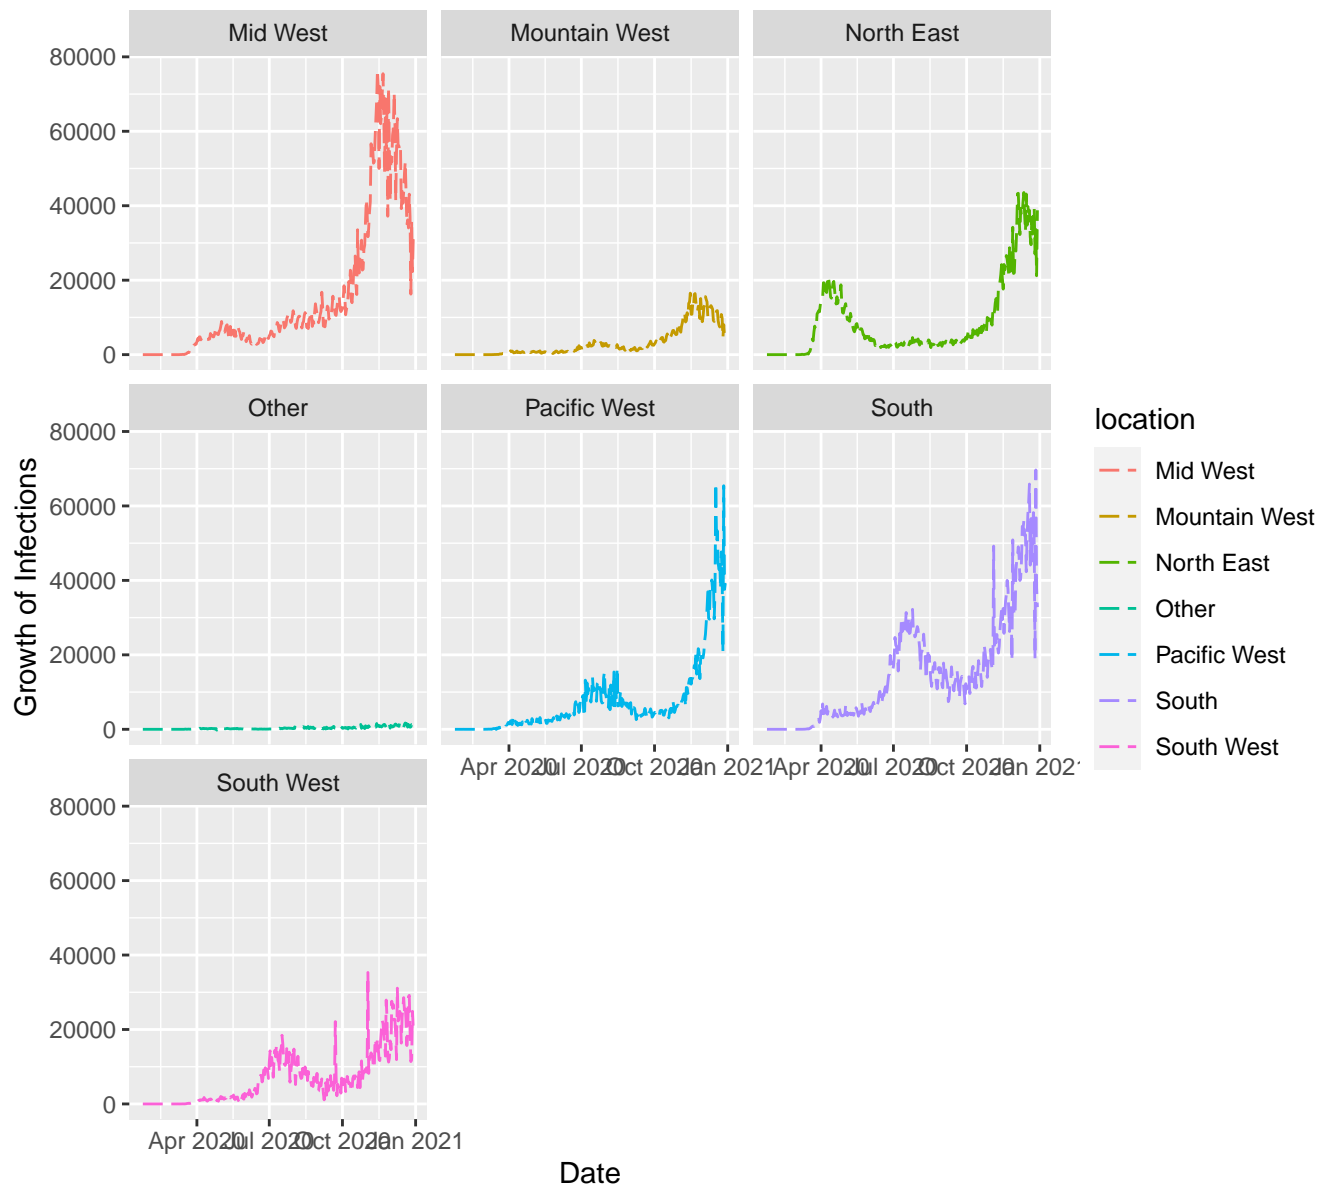 Mid West
Mountain West
North East
80000
60000
40000
20000
0
Other
Pacific West
South
80000
60000
40000
20000
0
Apr 2020 Jul 2020 Oct 2020 Jan 2021
Apr 2020 Jul 2020 Oct 2020 Jan 2021
South West
80000
60000
40000
20000
0
Apr 2020 Jul 2020 Oct 2020 Jan 2021
Date
Growth of Infections
location
Mid West
Mountain West
North East
Other
Pacific West
South
South West